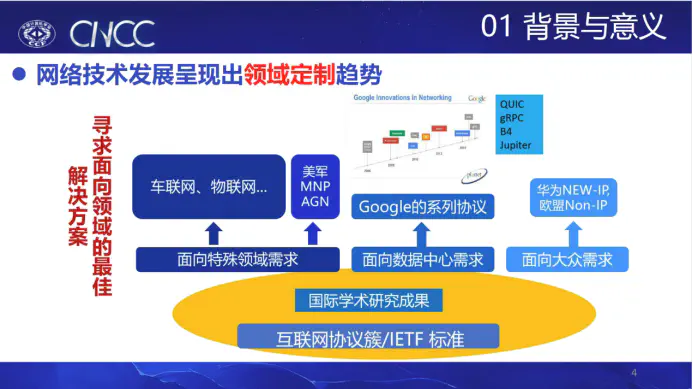 CCF
CNCC
01 背景与意义
网络技术发展呈现出领域定制趋势
寻求面向领域的最佳
解决方案
Google Innovations in Networking
Google
QUIC
gRPC
B4
Jupiter
车联网、物联网...
美军
MNP
AGN
Google的系列协议
华为NEW-IP,
欧盟Non-IP
面向特殊领域需求
面向数据中心需求
面向大众需求
国际学术研究成果
互联网协议簇/IETF 标准
4